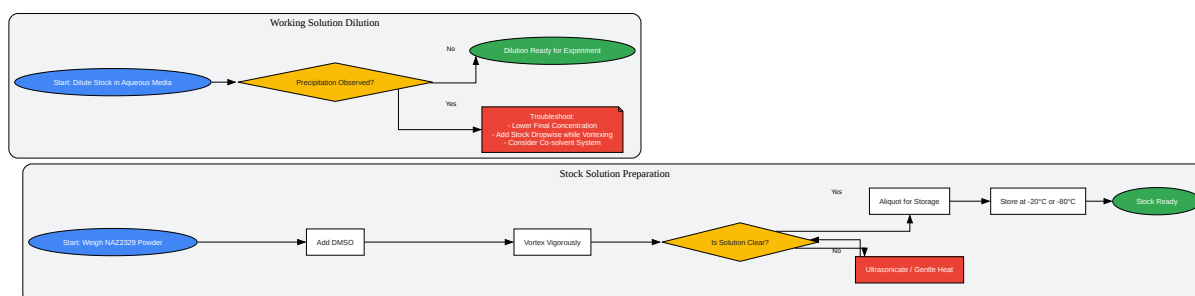 Working Solution Dilution
Start: Dilute Stock in Aqueous Media
Precipitation Observed?
No
Dilution Ready for Experiment
Yes
Troubleshoot:
- Lower Final Concentration
- Add Stock Dropwise while Vortexing
- Consider Co-solvent System
Stock Solution Preparation
Start: Weigh NAZ2329 Powder
Add DMSO
Vortex Vigorously
Is Solution Clear?
Yes
Aliquot for Storage
Store at -20°C or -80°C
Stock Ready
No
Ultrasonicate / Gentle Heat